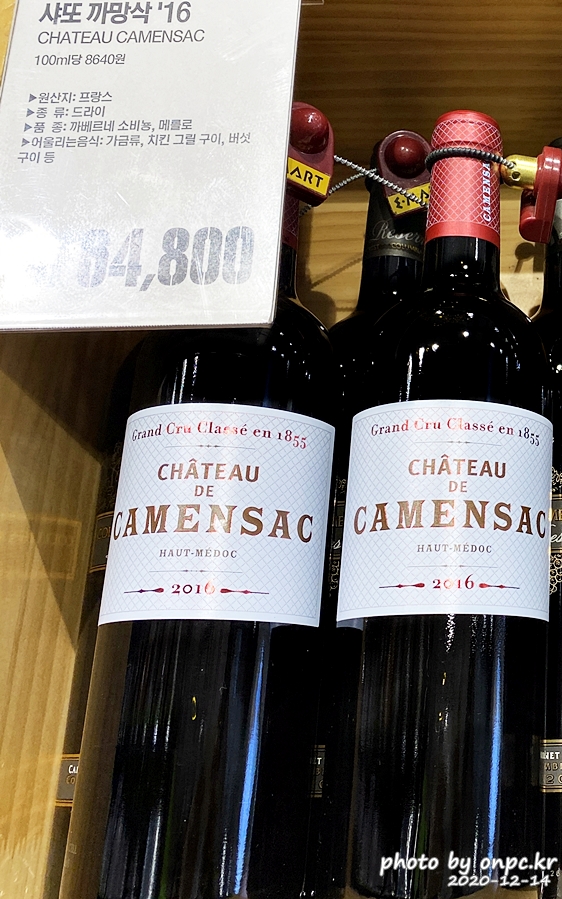 샤또 까망삭 '16
CHATEAU CAMENSAC
100ml당 8640원
▶원산지: 프랑스
▶종 류: 드라이
▶품 종: 까베르네 소비뇽, 메를로
▶어울리는음식: 가금류, 치킨 그릴 구이, 버섯
구이 등
84,800
MART
CAMENSAC
Reserve
Grand Cru Classé en 1855
CHÂTEAU
DE
CAMENSAC
HAUT-MÉDOC
2016
Grand Cru Classé en 1855
CHÂTEAU
DE
CAMENSAC
HAUT-MÉDOC
2016
photo by onpc.kr
2020-12-14